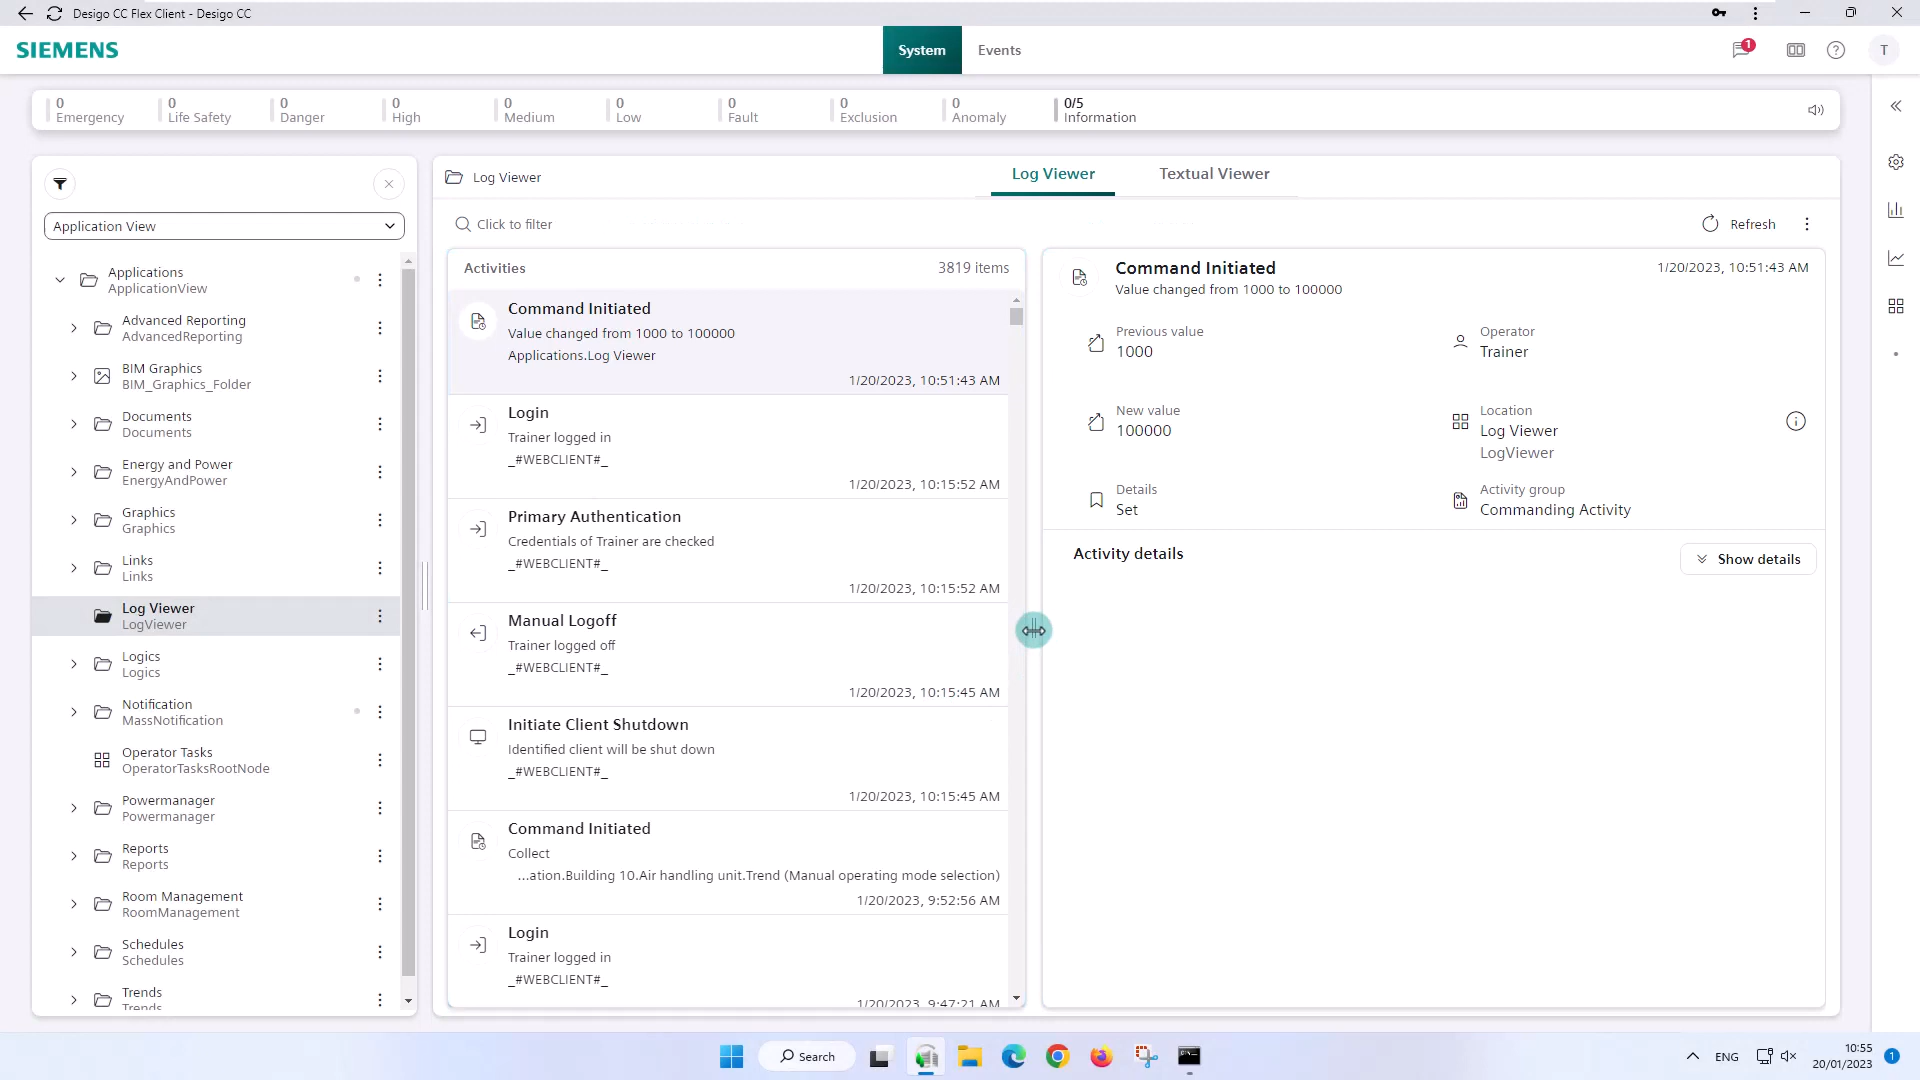 Desigo CC Flex Client - Desigo CC
SIEMENS
System
Events
1
T
0
Emergency
0
Life Safety
0
Danger
0
High
0
Medium
0
Low
0
Fault
0
Exclusion
0
Anomaly
0/5
Information
Application View
Applications
ApplicationView
Advanced Reporting
AdvancedReporting
BIM Graphics
BIM_Graphics_Folder
Documents
Documents
Energy and Power
EnergyAndPower
Graphics
Graphics
Links
Links
Log Viewer
LogViewer
Logics
Logics
Notification
MassNotification
Operator Tasks
OperatorTasksRootNode
Powermanager
Powermanager
Reports
Reports
Room Management
RoomManagement
Schedules
Schedules
Trends
Trends
Log Viewer
Log Viewer
Textual Viewer
Click to filter
Refresh
Activities
3819 items
Command Initiated
Value changed from 1000 to 100000
Applications.Log Viewer
1/20/2023, 10:51:43 AM
Login
Trainer logged in
_#WEBCLIENT#_
1/20/2023, 10:15:52 AM
Primary Authentication
Credentials of Trainer are checked
_#WEBCLIENT#_
1/20/2023, 10:15:52 AM
Manual Logoff
Trainer logged off
_#WEBCLIENT#_
1/20/2023, 10:15:45 AM
Initiate Client Shutdown
Identified client will be shut down
_#WEBCLIENT#_
1/20/2023, 10:15:45 AM
Command Initiated
Collect
...ation.Building 10.Air handling unit.Trend (Manual operating mode selection)
1/20/2023, 9:52:56 AM
Login
Trainer logged in
_#WEBCLIENT#_
1/20/2023, 9:47:21 AM
Command Initiated
1/20/2023, 10:51:43 AM
Value changed from 1000 to 100000
Previous value
1000
Operator
Trainer
New value
100000
Location
Log Viewer
LogViewer
Details
Set
Activity group
Commanding Activity
Activity details
Show details
Search
ENG
10:55
20/01/2023
1